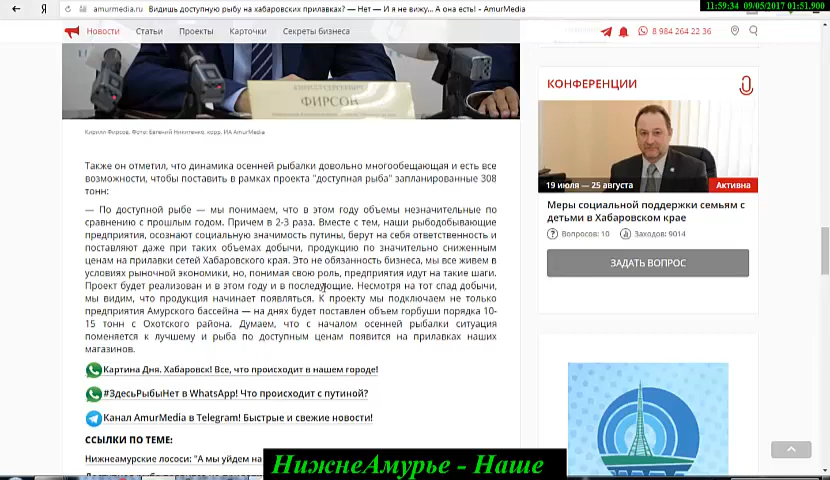 11:59:34 09/05/2017 01:51.900
amurmedia.ru Видишь доступную рыбу на хабаровских прилавках? — Нет — И я не вижу... А она есть! - AmurMedia
Новости Статьи Проекты Карточки Секреты бизнеса 8 984 264 22 36
ФИРСОВ
Кирилл Фирсов. Фото: Евгений Никитенко, корр. ИА AmurMedia
Также он отметил, что динамика осенней рыбалки довольно многообещающая и есть все
возможности, чтобы поставить в рамках проекта "доступная рыба" запланированные 308
тонн:
— По доступной рыбе — мы понимаем, что в этом году объемы незначительные по
сравнению с прошлым годом. Причем в 2-3 раза. Вместе с тем, наши рыбодобывающие
предприятия, осознают социальную значимость путины, берут на себя ответственность и
поставляют даже при таких объемах добычи, продукцию по значительно сниженным
ценам на прилавки сетей Хабаровского края. Это не обязанность бизнеса, мы все живем в
условиях рыночной экономики, но, понимая свою роль, предприятия идут на такие шаги.
Проект будет реализован и в этом году и в последующие. Несмотря на тот спад добычи,
мы видим, что продукция начинает появляться. К проекту мы подключаем не только
предприятия Амурского бассейна — на днях будет поставлен объем горбуши порядка 10-
15 тонн с Охотского района. Думаем, что с началом осенней рыбалки ситуация
поменяется к лучшему и рыба по доступным ценам появится на прилавках наших
магазинов.
Картина Дня. Хабаровск! Все, что происходит в нашем городе!
#ЗдесьРыбыНет в WhatsApp! Что происходит с путиной?
Канал AmurMedia в Telegram! Быстрые и свежие новости!
ССЫЛКИ ПО ТЕМЕ:
Нижнеамурские лососи: "А мы уйдем на
КОНФЕРЕНЦИИ
19 июля — 25 августа Активна
Меры социальной поддержки семьям с
детьми в Хабаровском крае
Вопросов: 10 Заходов: 9014
ЗАДАТЬ ВОПРОС
НижнеАмурье - Наше